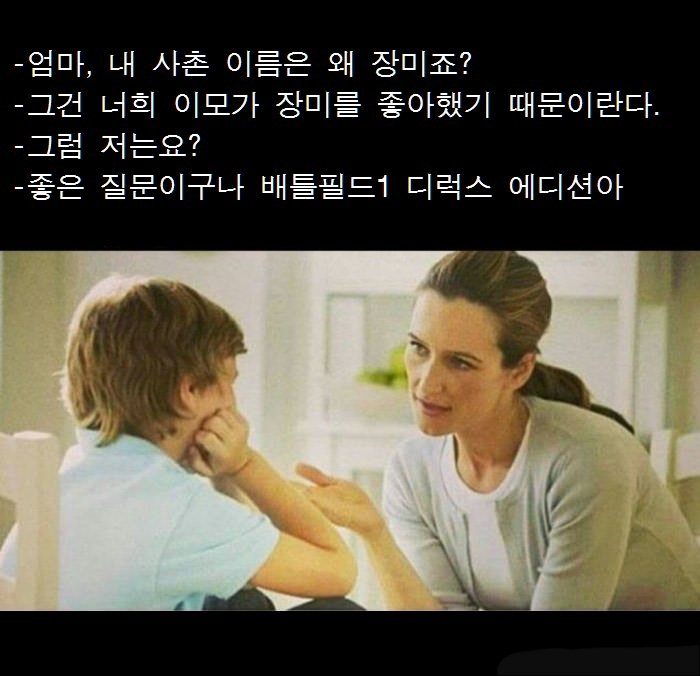 -엄마, 내 사촌 이름은 왜 장미죠?
-그건 너희 이모가 장미를 좋아했기 때문이란다.
-그럼 저는요?
-좋은 질문이구나 배틀필드1 디럭스 에디션아